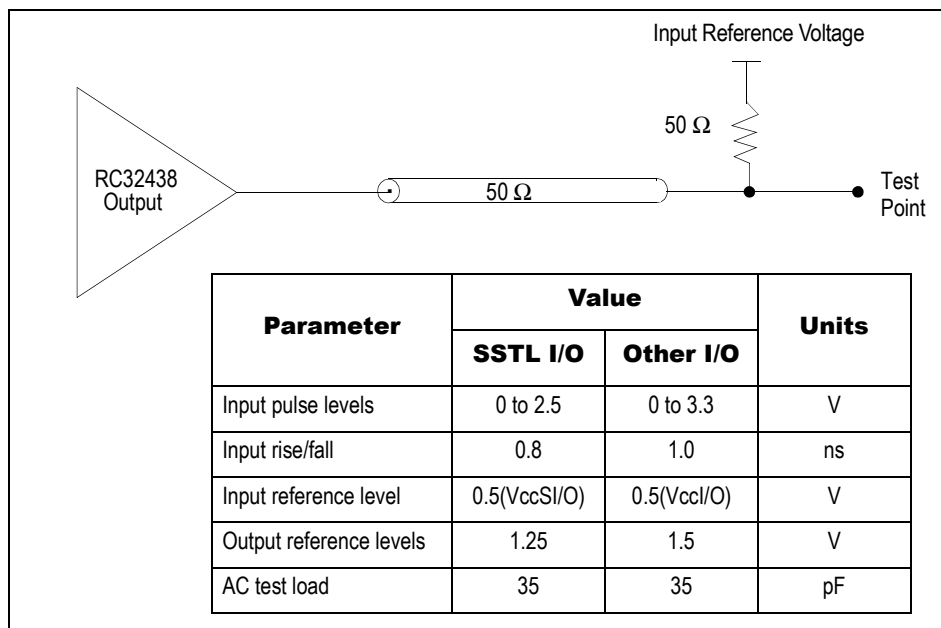 Input Reference Voltage
50 Ω
RC32438
Output
50 Ω
Test
Point
Parameter Value Units
SSTL I/O Other I/O
Input pulse levels 0 to 2.5 0 to 3.3 V
Input rise/fall 0.8 1.0 ns
Input reference level 0.5(VccSI/O) 0.5(VccI/O) V
Output reference levels 1.25 1.5 V
AC test load 35 35 pF